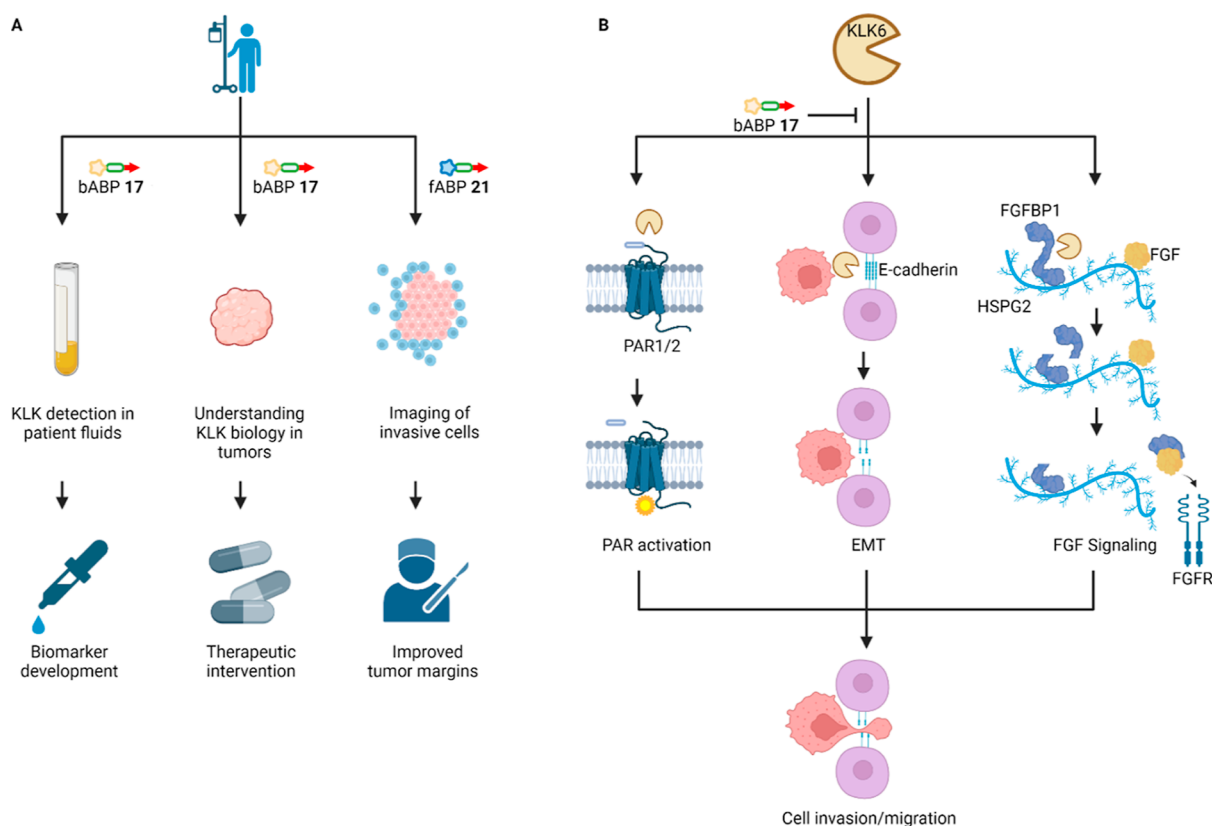 A
bABP 17
bABP 17
fABP 21
KLK detection in
patient fluids
Understanding
KLK biology in
tumors
Imaging of
invasive cells
Biomarker
development
Therapeutic
intervention
Improved
tumor margins
B
KLK6
bABP 17
PAR1/2
E-cadherin
FGFBP1
FGF
HSPG2
PAR activation
EMT
FGF Signaling
FGFR
Cell invasion/migration